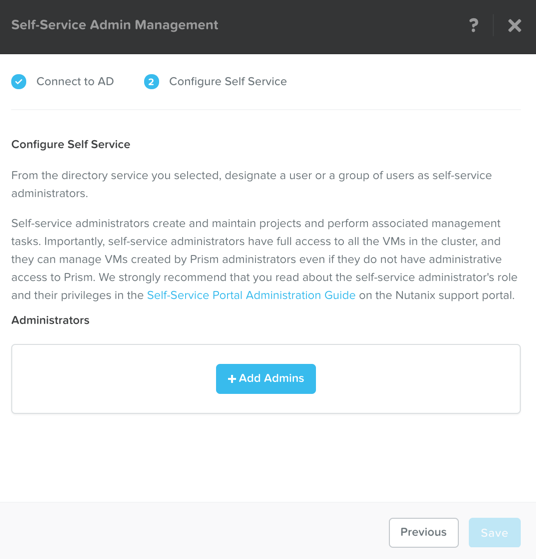 Self-Service Admin Management
?
Connect to AD
2 Configure Self Service
Configure Self Service
From the directory service you selected, designate a user or a group of users as self-service
administrators.
Self-service administrators create and maintain projects and perform associated management
tasks. Importantly, self-service administrators have full access to all the VMs in the cluster, and
they can manage VMs created by Prism administrators even if they do not have administrative
access to Prism. We strongly recommend that you read about the self-service administrator's role
and their privileges in the Self-Service Portal Administration Guide on the Nutanix support portal.
Administrators
+ Add Admins
Previous
Save